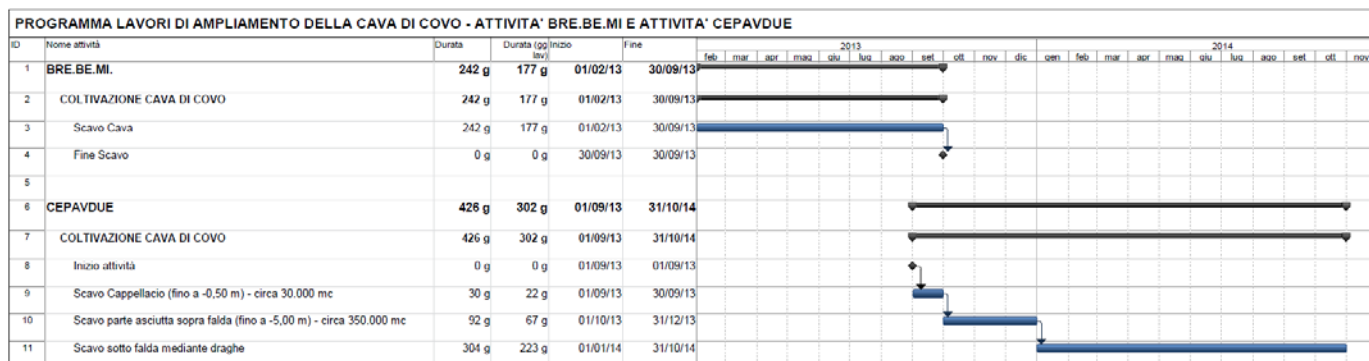 PROGRAMMA LAVORI DI AMPLIAMENTO DELLA CAVA DI COVO - ATTIVITA' BRE.BE.MI E ATTIVITA' CEPAVDUE
ID Nome attività Durata Durata (gg lav) Inizio Fine 2013 2014
feb mar apr mag giu lug ago set ott nov dic gen feb mar apr mag giu lug ago set ott nov
1 BRE.BE.MI. 242 g 177 g 01/02/13 30/09/13
2 COLTIVAZIONE CAVA DI COVO 242 g 177 g 01/02/13 30/09/13
3 Scavo Cava 242 g 177 g 01/02/13 30/09/13
4 Fine Scavo 0 g 0 g 30/09/13 30/09/13
5
6 CEPAVDUE 426 g 302 g 01/09/13 31/10/14
7 COLTIVAZIONE CAVA DI COVO 426 g 302 g 01/09/13 31/10/14
8 Inizio attività 0 g 0 g 01/09/13 01/09/13
9 Scavo Cappellacio (fino a -0,50 m) - circa 30.000 mc 30 g 22 g 01/09/13 30/09/13
10 Scavo parte asciutta sopra falda (fino a -5,00 m) - circa 350.000 mc 92 g 67 g 01/10/13 31/12/13
11 Scavo sotto falda mediante draghe 304 g 223 g 01/01/14 31/10/14